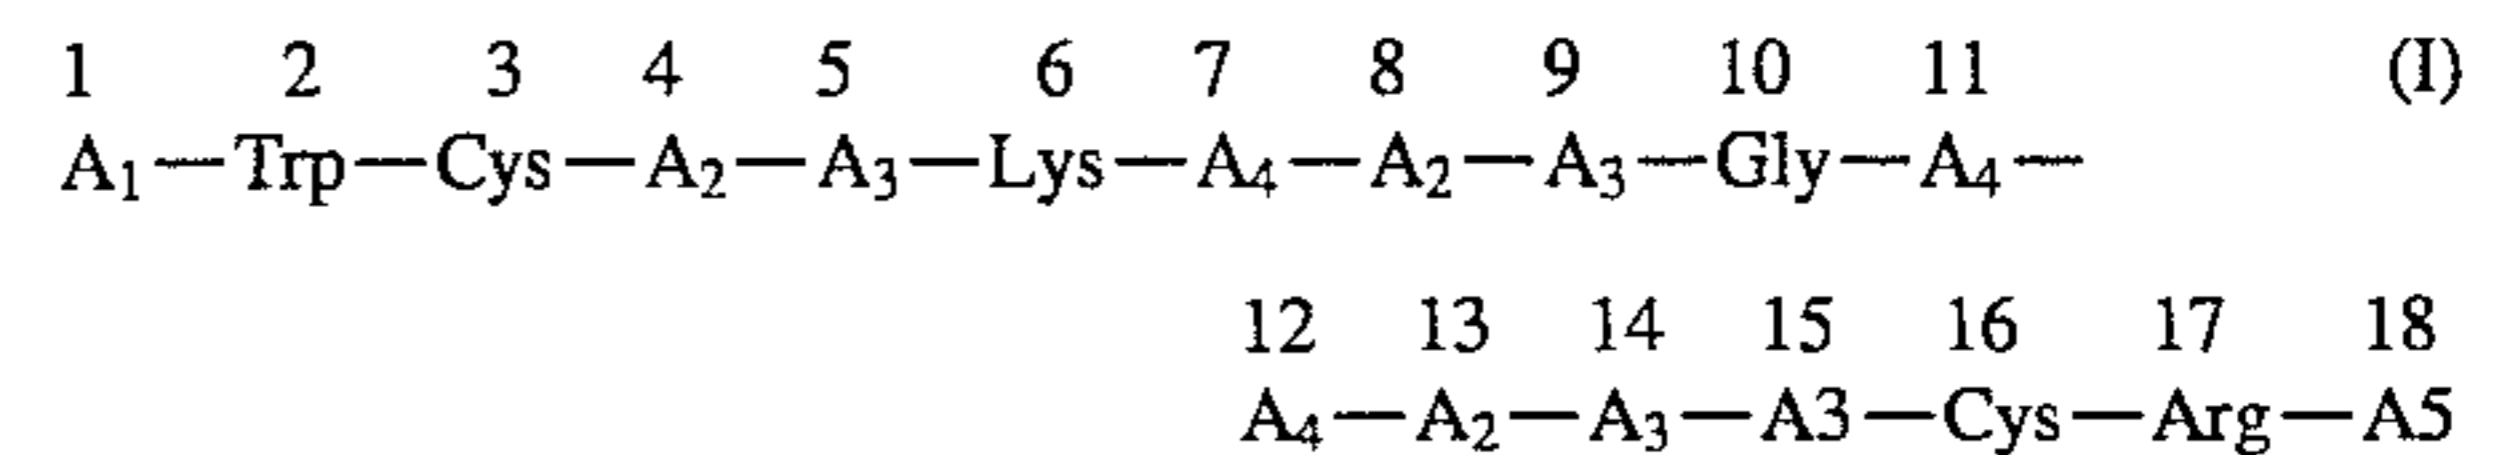 1 2 3 4 5 6 7 8 9 10 11 (I)
A₁—Trp—Cys—A₂—A₃—Lys—A₄—A₂—A₃—Gly—A₄—
12 13 14 15 16 17 18
A₄—A₂—A₃—A3—Cys—Arg—A5